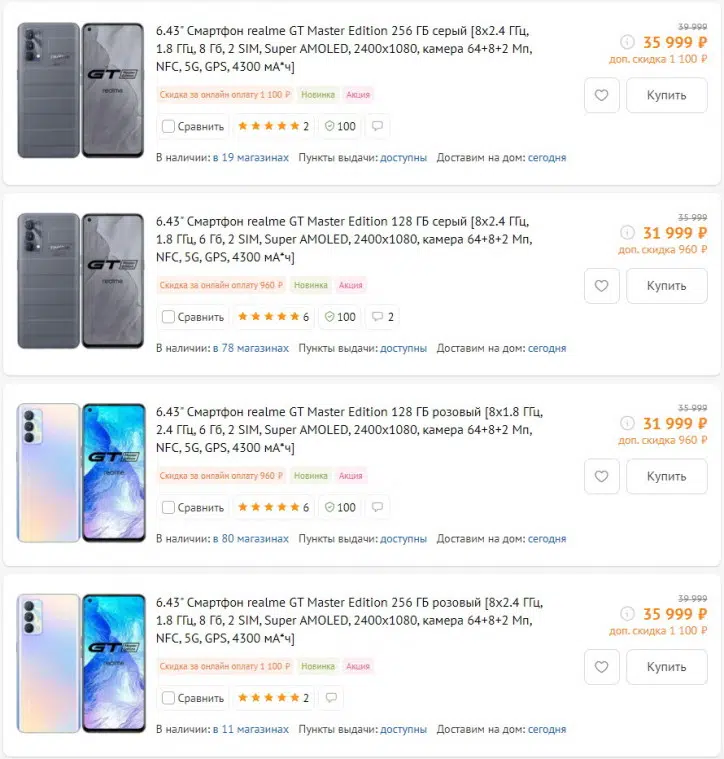 6.43" Смартфон realme GT Master Edition 256 ГБ серый [8x2.4 ГГц,
1.8 ГГц, 8 Гб, 2 SIM, Super AMOLED, 2400x1080, камера 64+8+2 Мп,
NFC, 5G, GPS, 4300 мА*ч]
39 999
35 999 ₽
доп. скидка 1 100 ₽
Скидка за онлайн оплату 1 100 ₽ Новинка Акция
Купить
Сравнить 2 100
В наличии: в 19 магазинах Пункты выдачи: доступны Доставим на дом: сегодня
GT
realme
6.43" Смартфон realme GT Master Edition 128 ГБ серый [8x2.4 ГГц,
1.8 ГГц, 6 Гб, 2 SIM, Super AMOLED, 2400x1080, камера 64+8+2 Мп,
NFC, 5G, GPS, 4300 мА*ч]
35 999
31 999 ₽
доп. скидка 960 ₽
Скидка за онлайн оплату 960 ₽ Новинка Акция
Купить
Сравнить 6 100 2
В наличии: в 78 магазинах Пункты выдачи: доступны Доставим на дом: сегодня
GT
realme
6.43" Смартфон realme GT Master Edition 128 ГБ розовый [8x1.8 ГГц,
2.4 ГГц, 6 Гб, 2 SIM, Super AMOLED, 2400x1080, камера 64+8+2 Мп,
NFC, 5G, GPS, 4300 мА*ч]
35 999
31 999 ₽
доп. скидка 960 ₽
Скидка за онлайн оплату 960 ₽ Новинка Акция
Купить
Сравнить 6 100
В наличии: в 80 магазинах Пункты выдачи: доступны Доставим на дом: сегодня
GT
realme
6.43" Смартфон realme GT Master Edition 256 ГБ розовый [8x2.4 ГГц,
1.8 ГГц, 8 Гб, 2 SIM, Super AMOLED, 2400x1080, камера 64+8+2 Мп,
NFC, 5G, GPS, 4300 мА*ч]
39 999
35 999 ₽
доп. скидка 1 100 ₽
Скидка за онлайн оплату 1 100 ₽ Новинка Акция
Купить
Сравнить 2
В наличии: в 11 магазинах Пункты выдачи: доступны Доставим на дом: сегодня
GT
realme